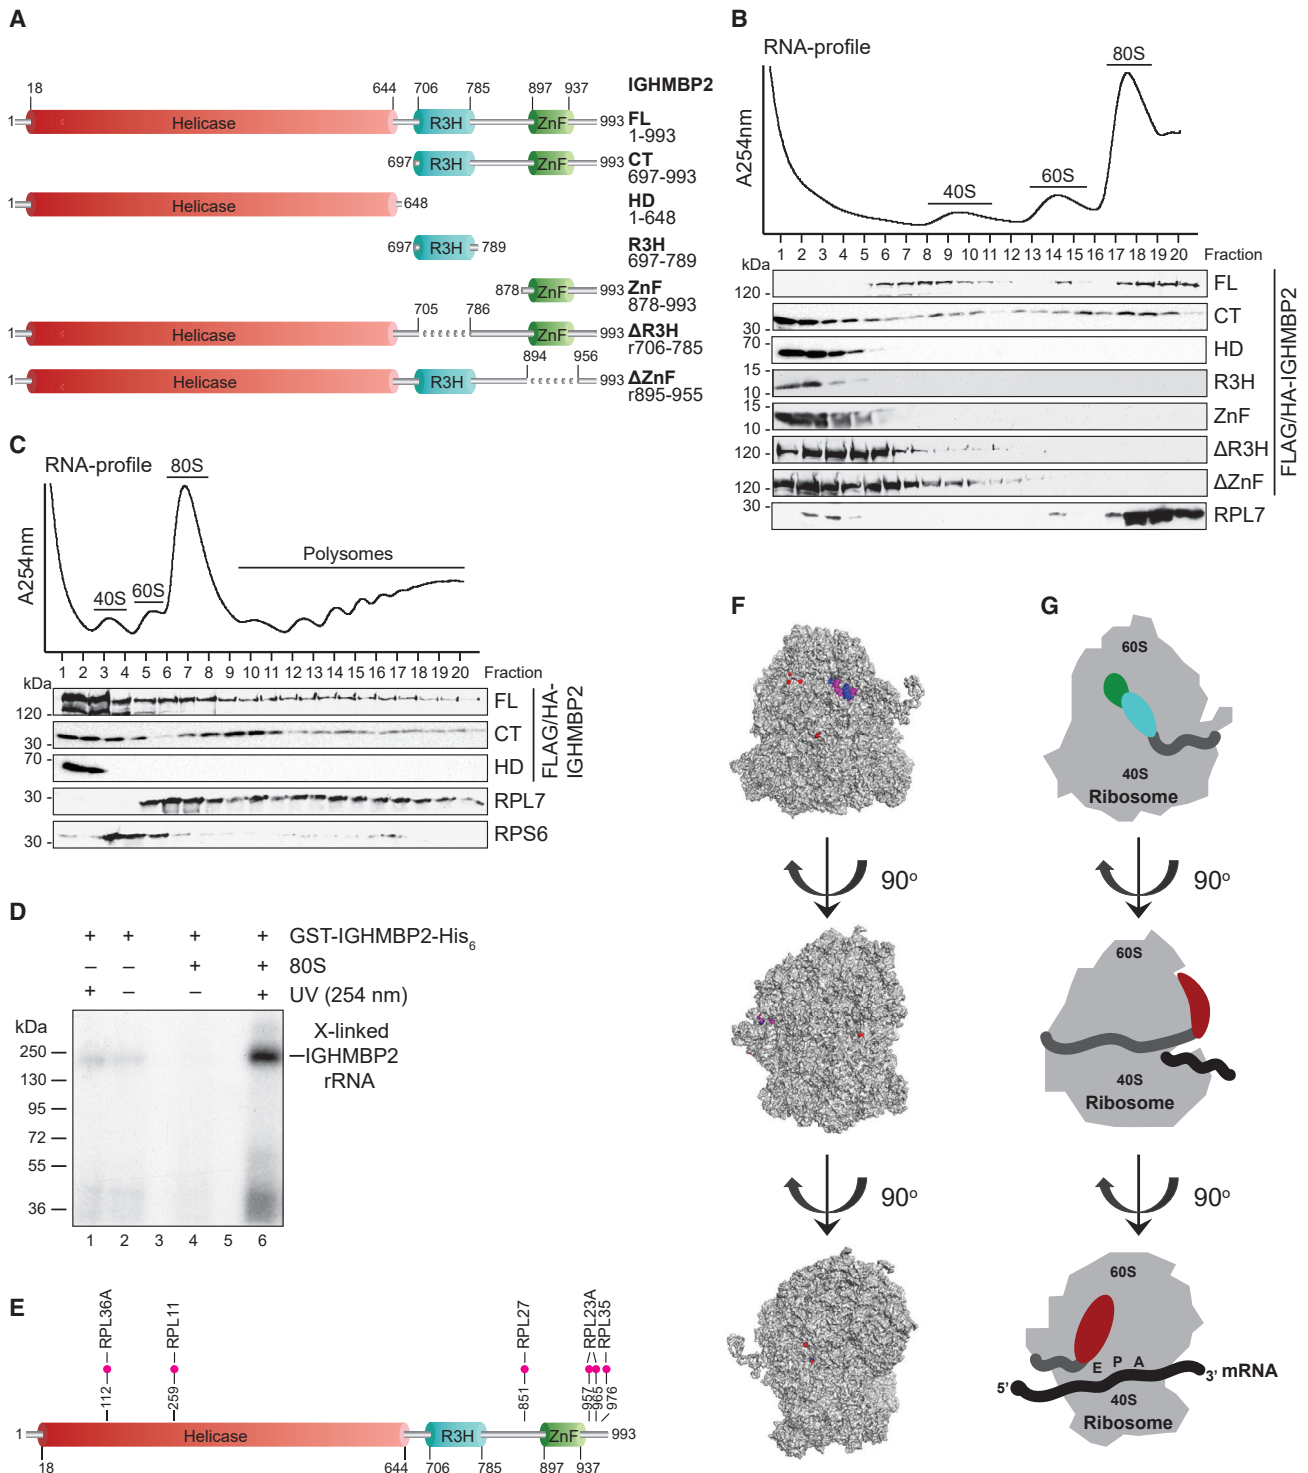 A
18 644 706 785 897 937 IGHMBP2
1 Helicase R3H ZnF 993 FL
1-993
697 R3H ZnF 993 CT
697-993
1 Helicase 648 HD
1-648
697 R3H 789 R3H
697-789
878 ZnF 993 ZnF
878-993
705 786
1 Helicase ZnF 993 ΔR3H
r706-785
894 956
1 Helicase R3H 993 ΔZnF
r895-955
B
RNA-profile
80S
60S
40S
A254nm
1 2 3 4 5 6 7 8 9 10 11 12 13 14 15 16 17 18 19 20 Fraction
kDa
120 - FL
30 - CT
70 - HD
15 -
10 - R3H
15 -
10 - ZnF
120 - ΔR3H
120 - ΔZnF
30 - RPL7
FLAG/HA-IGHMBP2
C
RNA-profile
80S
Polysomes
40S 60S
A254nm
1 2 3 4 5 6 7 8 9 10 11 12 13 14 15 16 17 18 19 20 Fraction
kDa
120 - FL
30 - CT
70 - HD
FLAG/HA-
IGHMBP2
30 - RPL7
30 - RPS6
D
+ + + + GST-IGHMBP2-His6
– – + + 80S
+ – – + UV (254 nm)
kDa
250
130
95
72
55
36
X-linked
IGHMBP2
rRNA
1 2 3 4 5 6
E
RPL36A
RPL11
RPL27
RPL23A
RPL35
112
259
851
957
965
976
1 Helicase R3H ZnF 993
18 644 706 785 897 937
F
90o
90o
G
60S
40S
Ribosome
90o
60S
40S
Ribosome
90o
60S
E P A
5' 3' mRNA
40S
Ribosome